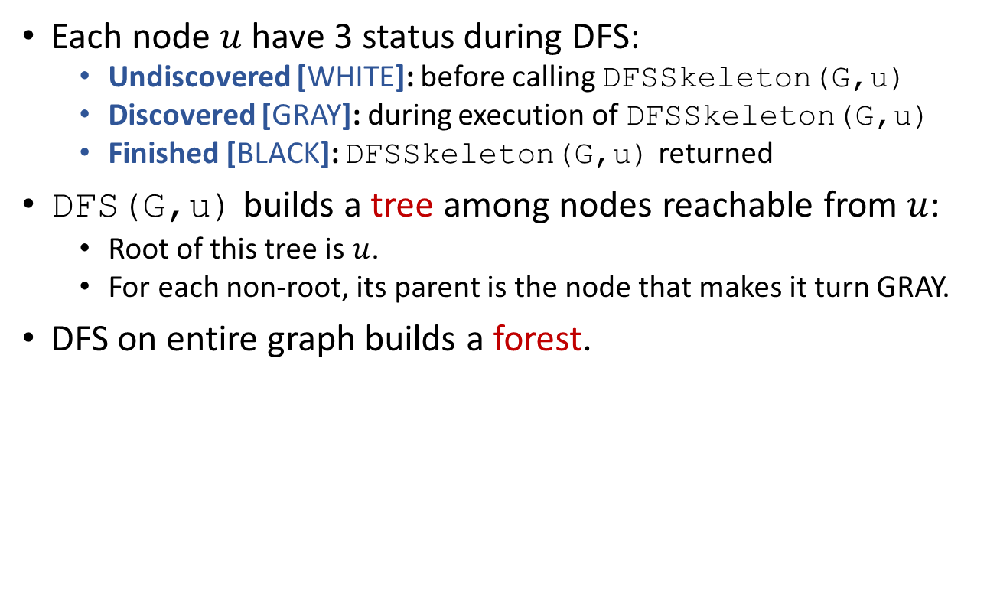 • Each node 𝑢 have 3 status during DFS:
• Undiscovered [WHITE]: before calling DFSSkeleton(G,u)
• Discovered [GRAY]: during execution of DFSSkeleton(G,u)
• Finished [BLACK]: DFSSkeleton(G,u) returned
• DFS(G,u) builds a tree among nodes reachable from 𝑢:
• Root of this tree is 𝑢.
• For each non-root, its parent is the node that makes it turn GRAY.
• DFS on entire graph builds a forest.